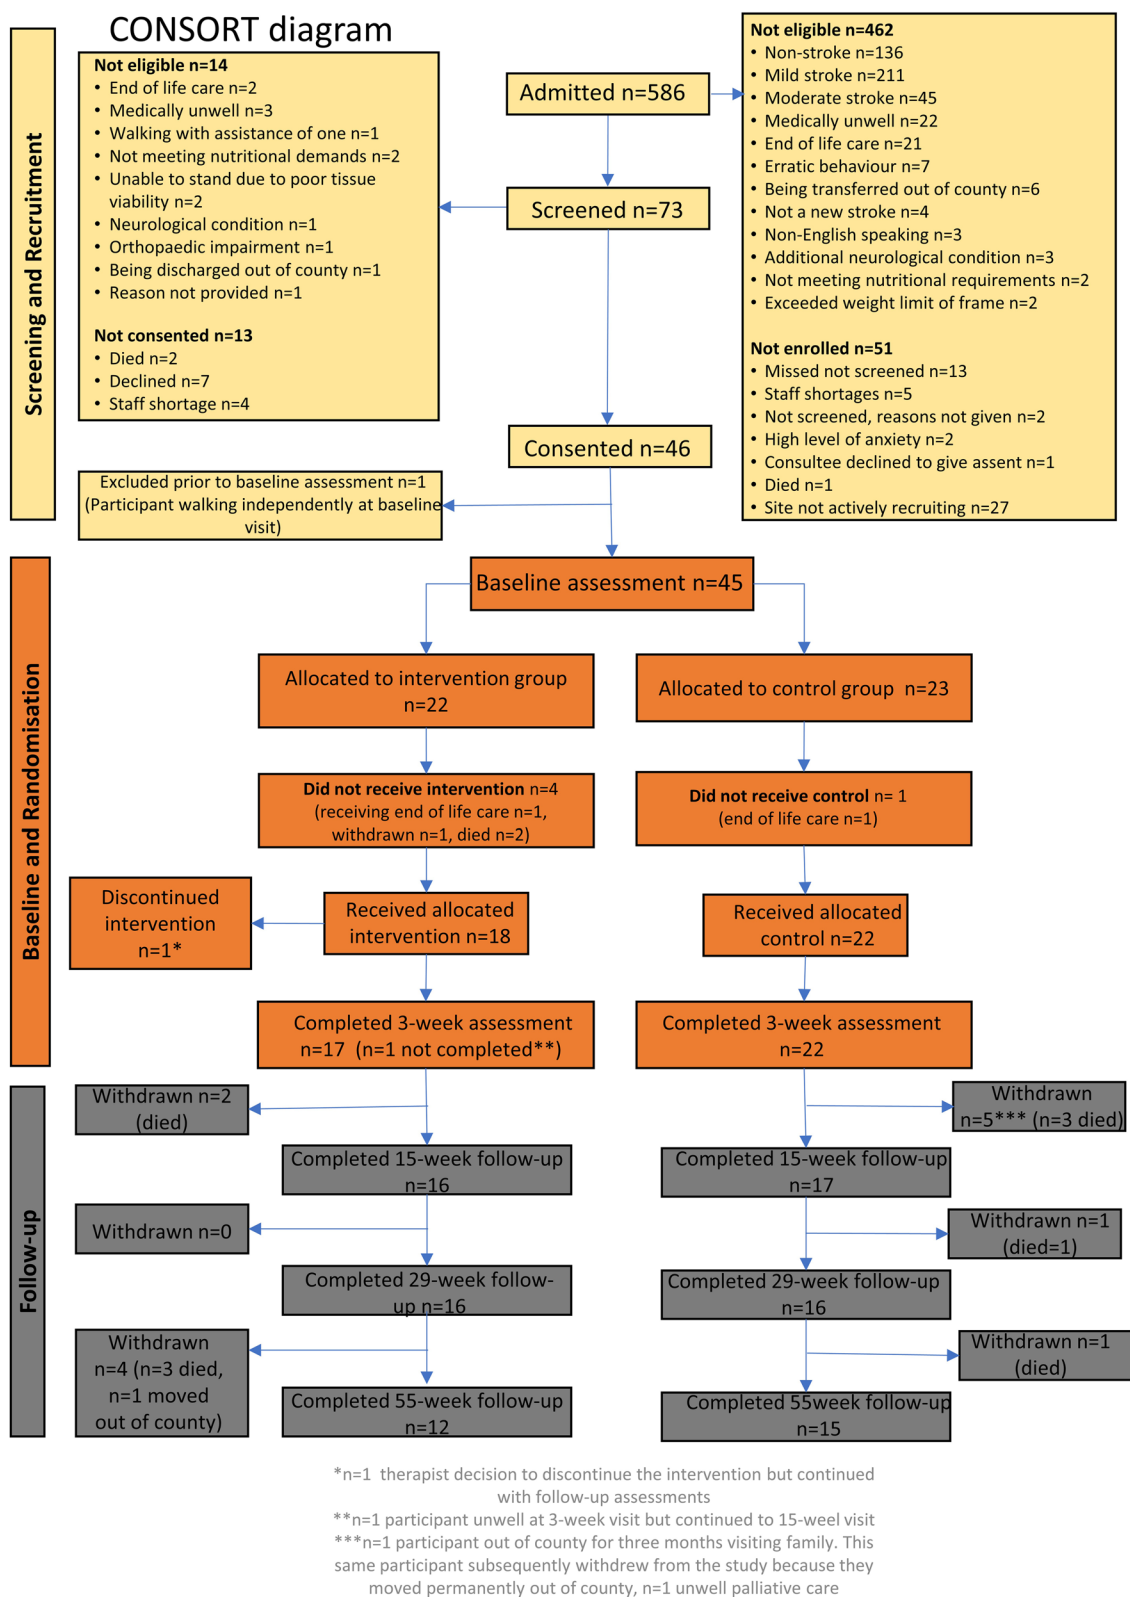 CONSORT diagram
Screening and Recruitment
Not eligible n=14
• End of life care n=2
• Medically unwell n=3
• Walking with assistance of one n=1
• Not meeting nutritional demands n=2
• Unable to stand due to poor tissue
viability n=2
• Neurological condition n=1
• Orthopaedic impairment n=1
• Being discharged out of county n=1
• Reason not provided n=1
Not consented n=13
• Died n=2
• Declined n=7
• Staff shortage n=4
Admitted n=586
Screened n=73
Consented n=46
Not eligible n=462
• Non-stroke n=136
• Mild stroke n=211
• Moderate stroke n=45
• Medically unwell n=22
• End of life care n=21
• Erratic behaviour n=7
• Being transferred out of county n=6
• Not a new stroke n=4
• Non-English speaking n=3
• Additional neurological condition n=3
• Not meeting nutritional requirements n=2
• Exceeded weight limit of frame n=2
Not enrolled n=51
• Missed not screened n=13
• Staff shortages n=5
• Not screened, reasons not given n=2
• High level of anxiety n=2
• Consultee declined to give assent n=1
• Died n=1
• Site not actively recruiting n=27
Excluded prior to baseline assessment n=1
(Participant walking independently at baseline
visit)
Baseline and Randomisation
Baseline assessment n=45
Allocated to intervention group
n=22
Allocated to control group n=23
Did not receive intervention n=4
(receiving end of life care n=1,
withdrawn n=1, died n=2)
Did not receive control n= 1
(end of life care n=1)
Discontinued
intervention
n=1*
Received allocated
intervention n=18
Received allocated
control n=22
Completed 3-week assessment
n=17 (n=1 not completed**)
Completed 3-week assessment
n=22
Follow-up
Withdrawn n=2
(died)
Withdrawn
n=5*** (n=3 died)
Completed 15-week follow-up
n=16
Completed 15-week follow-up
n=17
Withdrawn n=0
Withdrawn n=1
(died=1)
Completed 29-week follow-
up n=16
Completed 29-week follow-up
n=16
Withdrawn
n=4 (n=3 died,
n=1 moved
out of county)
Withdrawn n=1
(died)
Completed 55-week follow-up
n=12
Completed 55week follow-up
n=15
*n=1 therapist decision to discontinue the intervention but continued
with follow-up assessments
**n=1 participant unwell at 3-week visit but continued to 15-weel visit
***n=1 participant out of county for three months visiting family. This
same participant subsequently withdrew from the study because they
moved permanently out of county, n=1 unwell palliative care